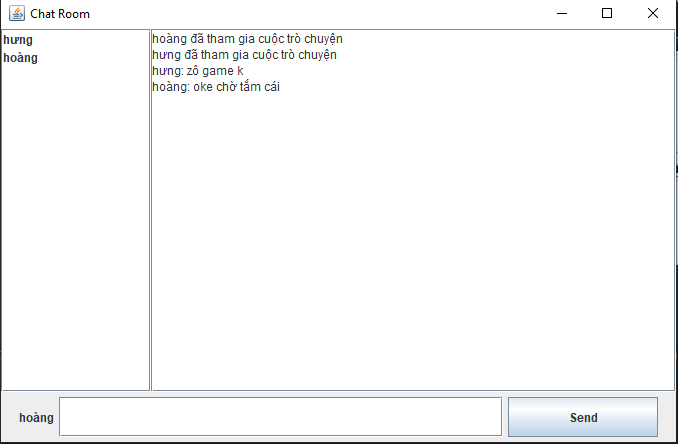 Chat Room
hưng
hoàng
hoàng đã tham gia cuộc trò chuyện
hưng đã tham gia cuộc trò chuyện
hưng: zô game k
hoàng: oke chờ tắm cái
hoàng
Send